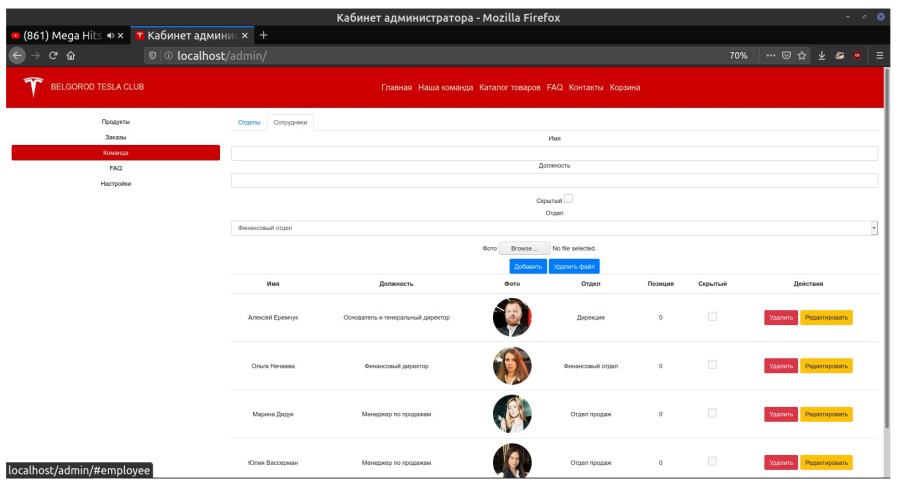 Кабинет администратора - Mozilla Firefox
(861) Mega Hits
Кабинет админис
localhost/admin/
70%
BELGOROD TESLA CLUB
Главная Наша команда Каталог товаров FAQ Контакты Корзина
Продукты
Заказы
Команда
FAQ
Настройки
Отделы Сотрудники
Имя
Должность
Скрытый
Отдел
Финансовый отдел
Фото Browse... No file selected.
Добавить Удалить файл
Имя Должность Фото Отдел Позиция Скрытый Действия
Алексей Еремчук Основатель и генеральный директор Дирекция 0 Удалить Редактировать
Ольга Нечаева Финансовый директор Финансовый отдел 0 Удалить Редактировать
Марина Дидук Менеджер по продажам Отдел продаж 0 Удалить Редактировать
Юлия Вассерман Менеджер по продажам Отдел продаж 0 Удалить Редактировать
localhost/admin/#employee